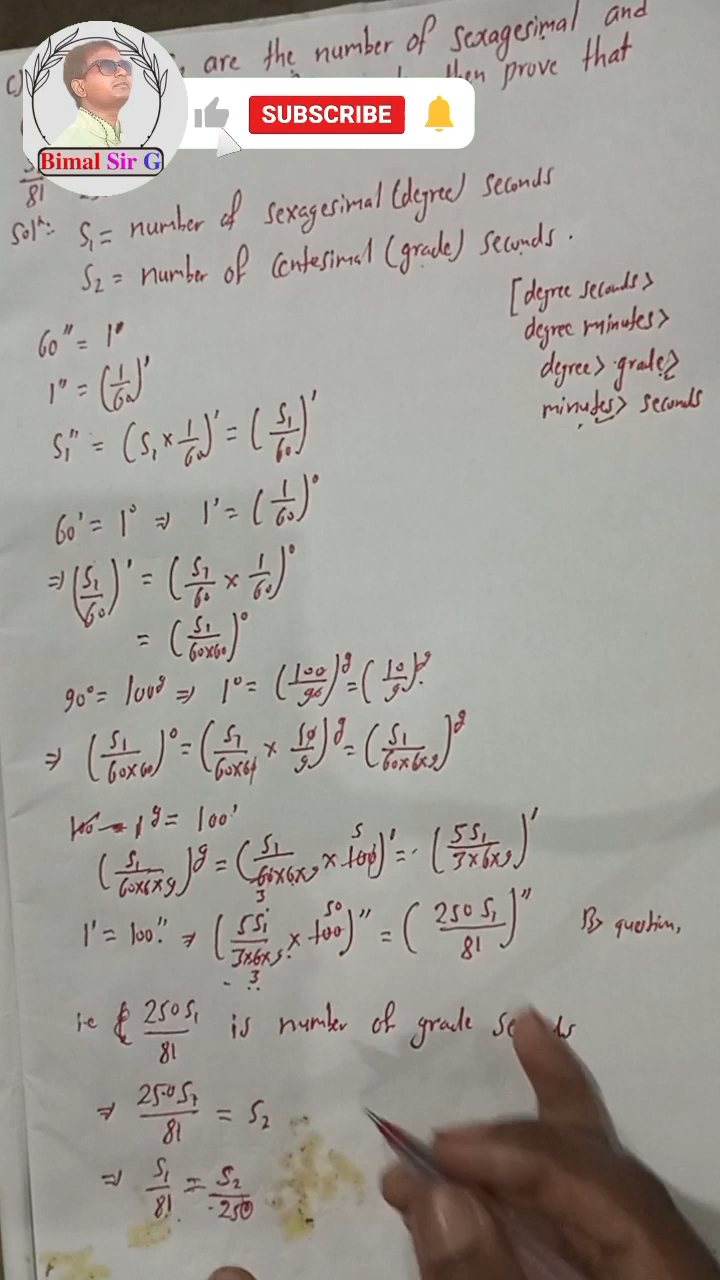 c) are the number of sexagesimal and
then prove that
SUBSCRIBE
Bimal Sir G
81
Solⁿ: S₁ = number of sexagesimal (degree) seconds
S₂ = number of Centesimal (grade) seconds.
[degree seconds>
degree minutes>
degree> grade>
minutes> seconds
60'' = 1'
1'' = (1/60)'
S₁'' = (S₁ × 1/60)' = (S₁/60)'
60' = 1° ⇒ 1' = (1/60)°
⇒ (S₁/60)' = (S₁/60 × 1/60)°
= (S₁/60×60)°
90° = 100g ⇒ 1° = (100/90)g = (10/9)g.
⇒ (S₁/60×60)° = (S₁/60×60 × 10/9)g = (S₁/60×6×9)g
1g = 100'
(S₁/60×6×9)g = (S₁/60×6×9 × 100)' = (5S₁/3×6×9)'
1' = 100'' ⇒ (5S₁/3×6×9 × 100)'' = (250 S₁/81)'' By question,
i.e 250S₁/81 is number of grade seconds
⇒ 250S₁/81 = S₂
⇒ S₁/81 = S₂/250